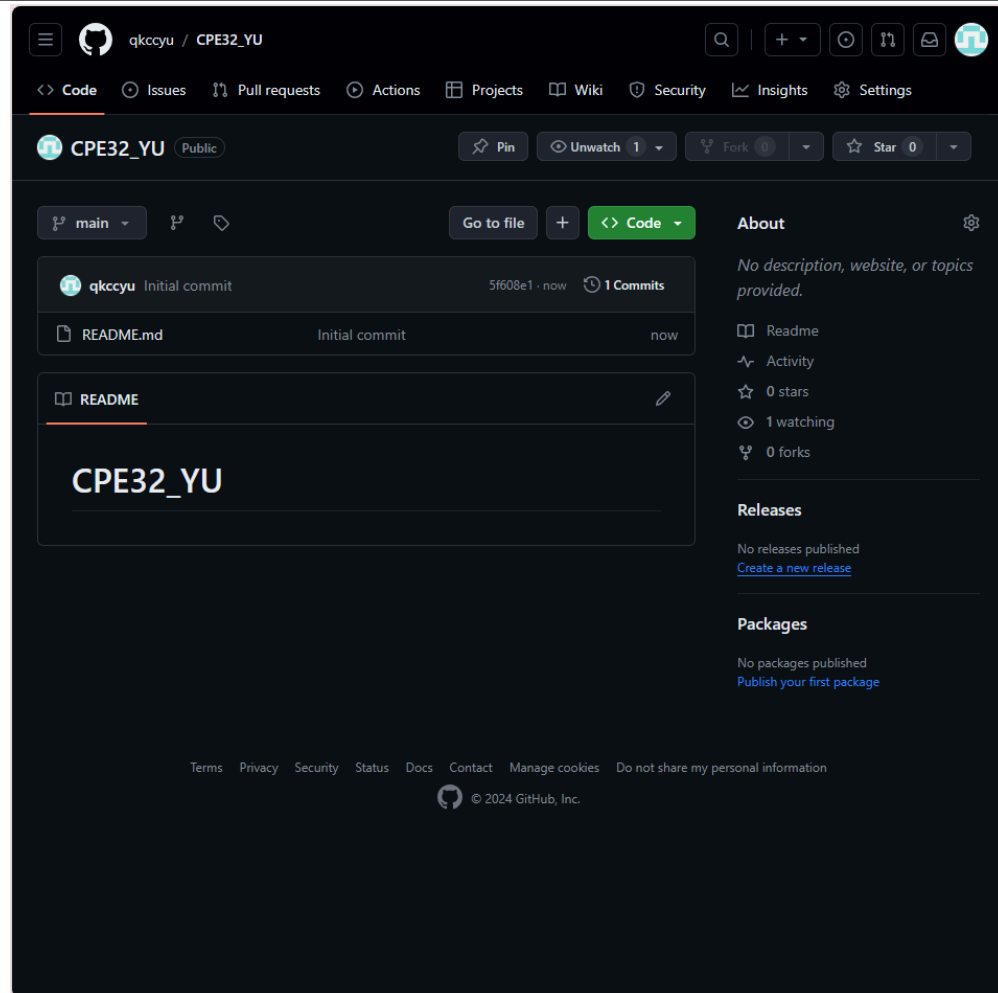 qkccyu / CPE32_YU
Code Issues Pull requests Actions Projects Wiki Security Insights Settings
CPE32_YU Public Pin Unwatch 1 Fork 0 Star 0
main Go to file Code
qkccyu Initial commit 5f608e1 · now 1 Commits
README.md Initial commit now
README
CPE32_YU
About
No description, website, or topics
provided.
Readme
Activity
0 stars
1 watching
0 forks
Releases
No releases published
Create a new release
Packages
No packages published
Publish your first package
Terms Privacy Security Status Docs Contact Manage cookies Do not share my personal information
© 2024 GitHub, Inc.